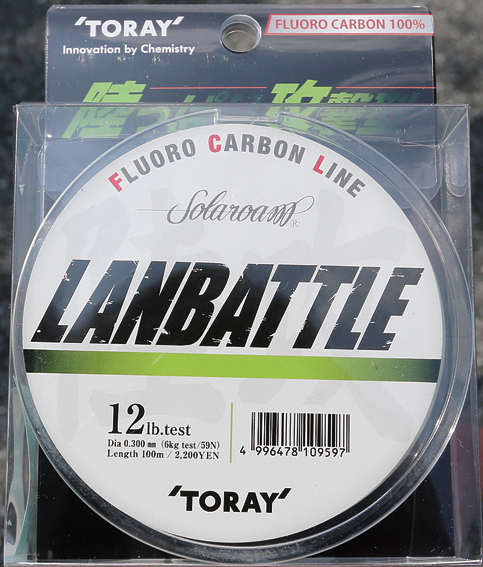 'TORAY'
Innovation by Chemistry
FLUORO CARBON 100%
FLUORO CARBON LINE
Solaroam®
LANBATTLE
12lb.test
Dia 0.300 mm (6kg test/59N)
Length 100m / 2,200YEN
4 996478 109597
'TORAY'